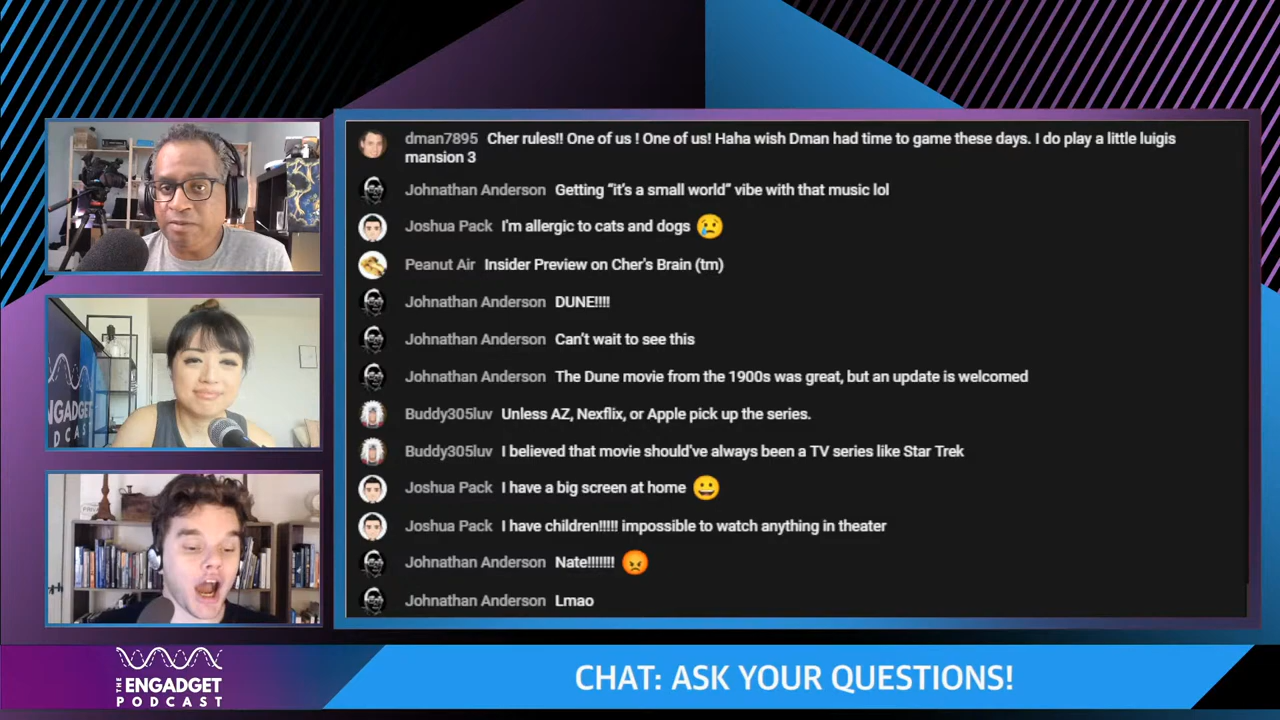 dman7895 Cher rules!! One of us ! One of us! Haha wish Dman had time to game these days. I do play a little luigis
mansion 3
Johnathan Anderson Getting “it’s a small world” vibe with that music lol
Joshua Pack I'm allergic to cats and dogs 😢
Peanut Air Insider Preview on Cher's Brain (tm)
Johnathan Anderson DUNE!!!!
Johnathan Anderson Can’t wait to see this
Johnathan Anderson The Dune movie from the 1900s was great, but an update is welcomed
Buddy305luv Unless AZ, Nexflix, or Apple pick up the series.
Buddy305luv I believed that movie should've always been a TV series like Star Trek
Joshua Pack I have a big screen at home 😀
Joshua Pack I have children!!!!! impossible to watch anything in theater
Johnathan Anderson Nate!!!!!!! 😡
Johnathan Anderson Lmao
NGADGET
DCAST
THE
ENGADGET
PODCAST
CHAT: ASK YOUR QUESTIONS!